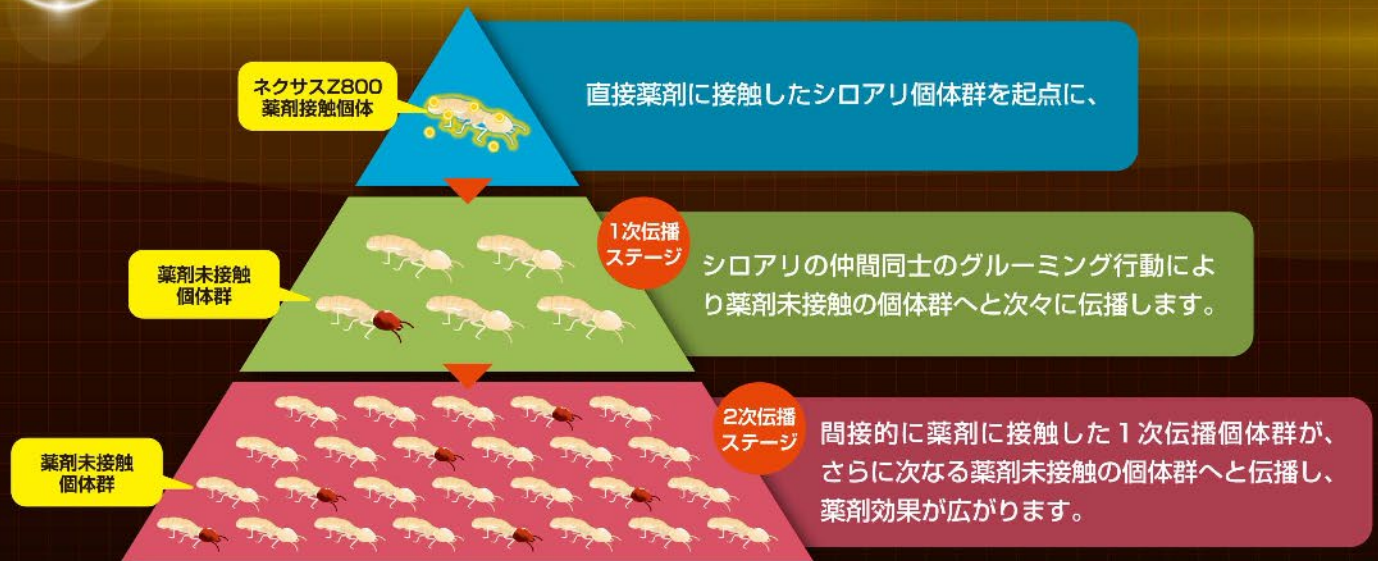 ネクサスZ800
薬剤接触個体
直接薬剤に接触したシロアリ個体群を起点に、
1次伝播
ステージ
薬剤未接触
個体群
シロアリの仲間同士のグルーミング行動によ
り薬剤未接触の個体群へと次々に伝播します。
2次伝播
ステージ
薬剤未接触
個体群
間接的に薬剤に接触した1次伝播個体群が、
さらに次なる薬剤未接触の個体群へと伝播し、
薬剤効果が広がります。